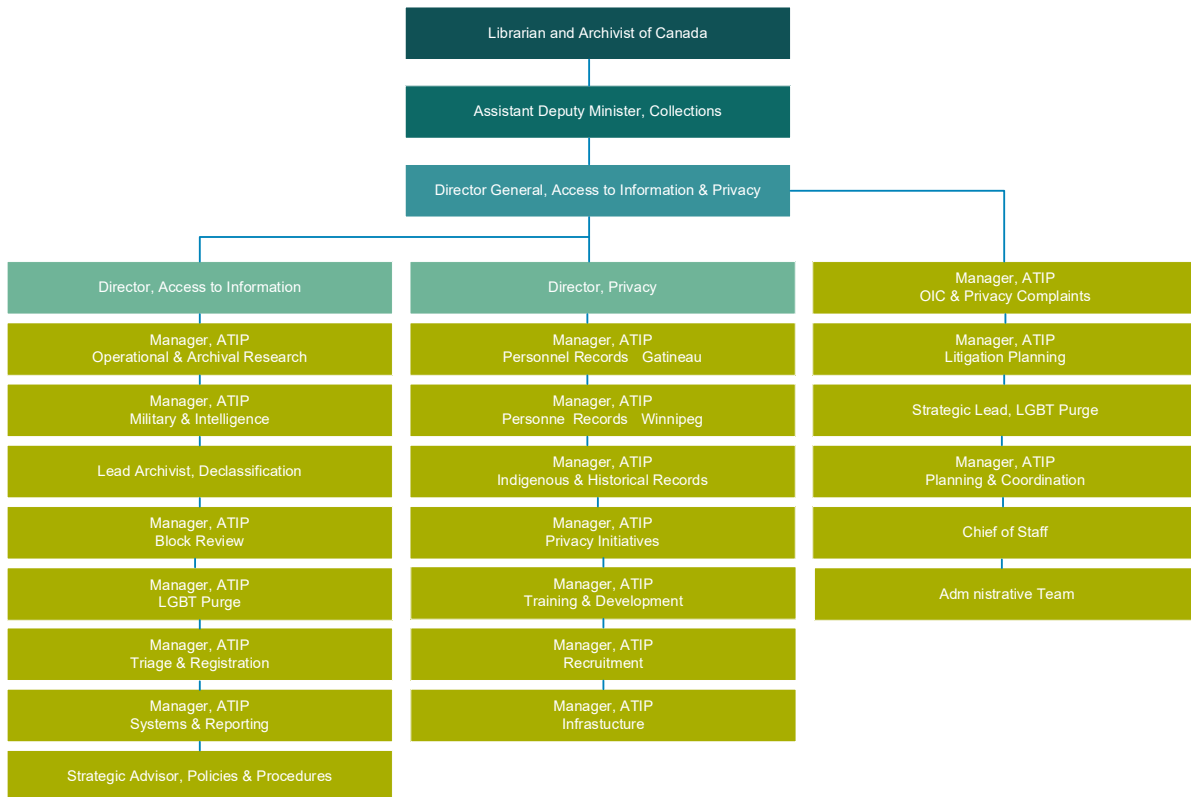 Librarian and Archivist of Canada
Assistant Deputy Minister, Collections
Director General, Access to Information & Privacy
Director, Access to Information
Manager, ATIP
Operational & Archival Research
Manager, ATIP
Military & Intelligence
Lead Archivist, Declassification
Manager, ATIP
Block Review
Manager, ATIP
LGBT Purge
Manager, ATIP
Triage & Registration
Manager, ATIP
Systems & Reporting
Strategic Advisor, Policies & Procedures
Director, Privacy
Manager, ATIP
Personnel Records Gatineau
Manager, ATIP
Personne Records Winnipeg
Manager, ATIP
Indigenous & Historical Records
Manager, ATIP
Privacy Initiatives
Manager, ATIP
Training & Development
Manager, ATIP
Recruitment
Manager, ATIP
Infrastucture
Manager, ATIP
OIC & Privacy Complaints
Manager, ATIP
Litigation Planning
Strategic Lead, LGBT Purge
Manager, ATIP
Planning & Coordination
Chief of Staff
Adm nistrative Team